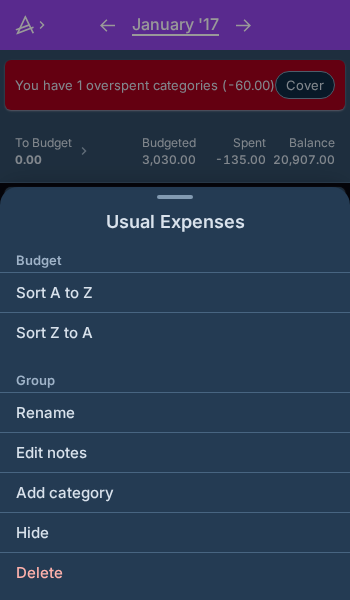 January '17
You have 1 overspent categories (-60.00)
Cover
To Budget
0.00
Budgeted
3,030.00
Spent
-135.00
Balance
20,907.00
Usual Expenses
Budget
Sort A to Z
Sort Z to A
Group
Rename
Edit notes
Add category
Hide
Delete